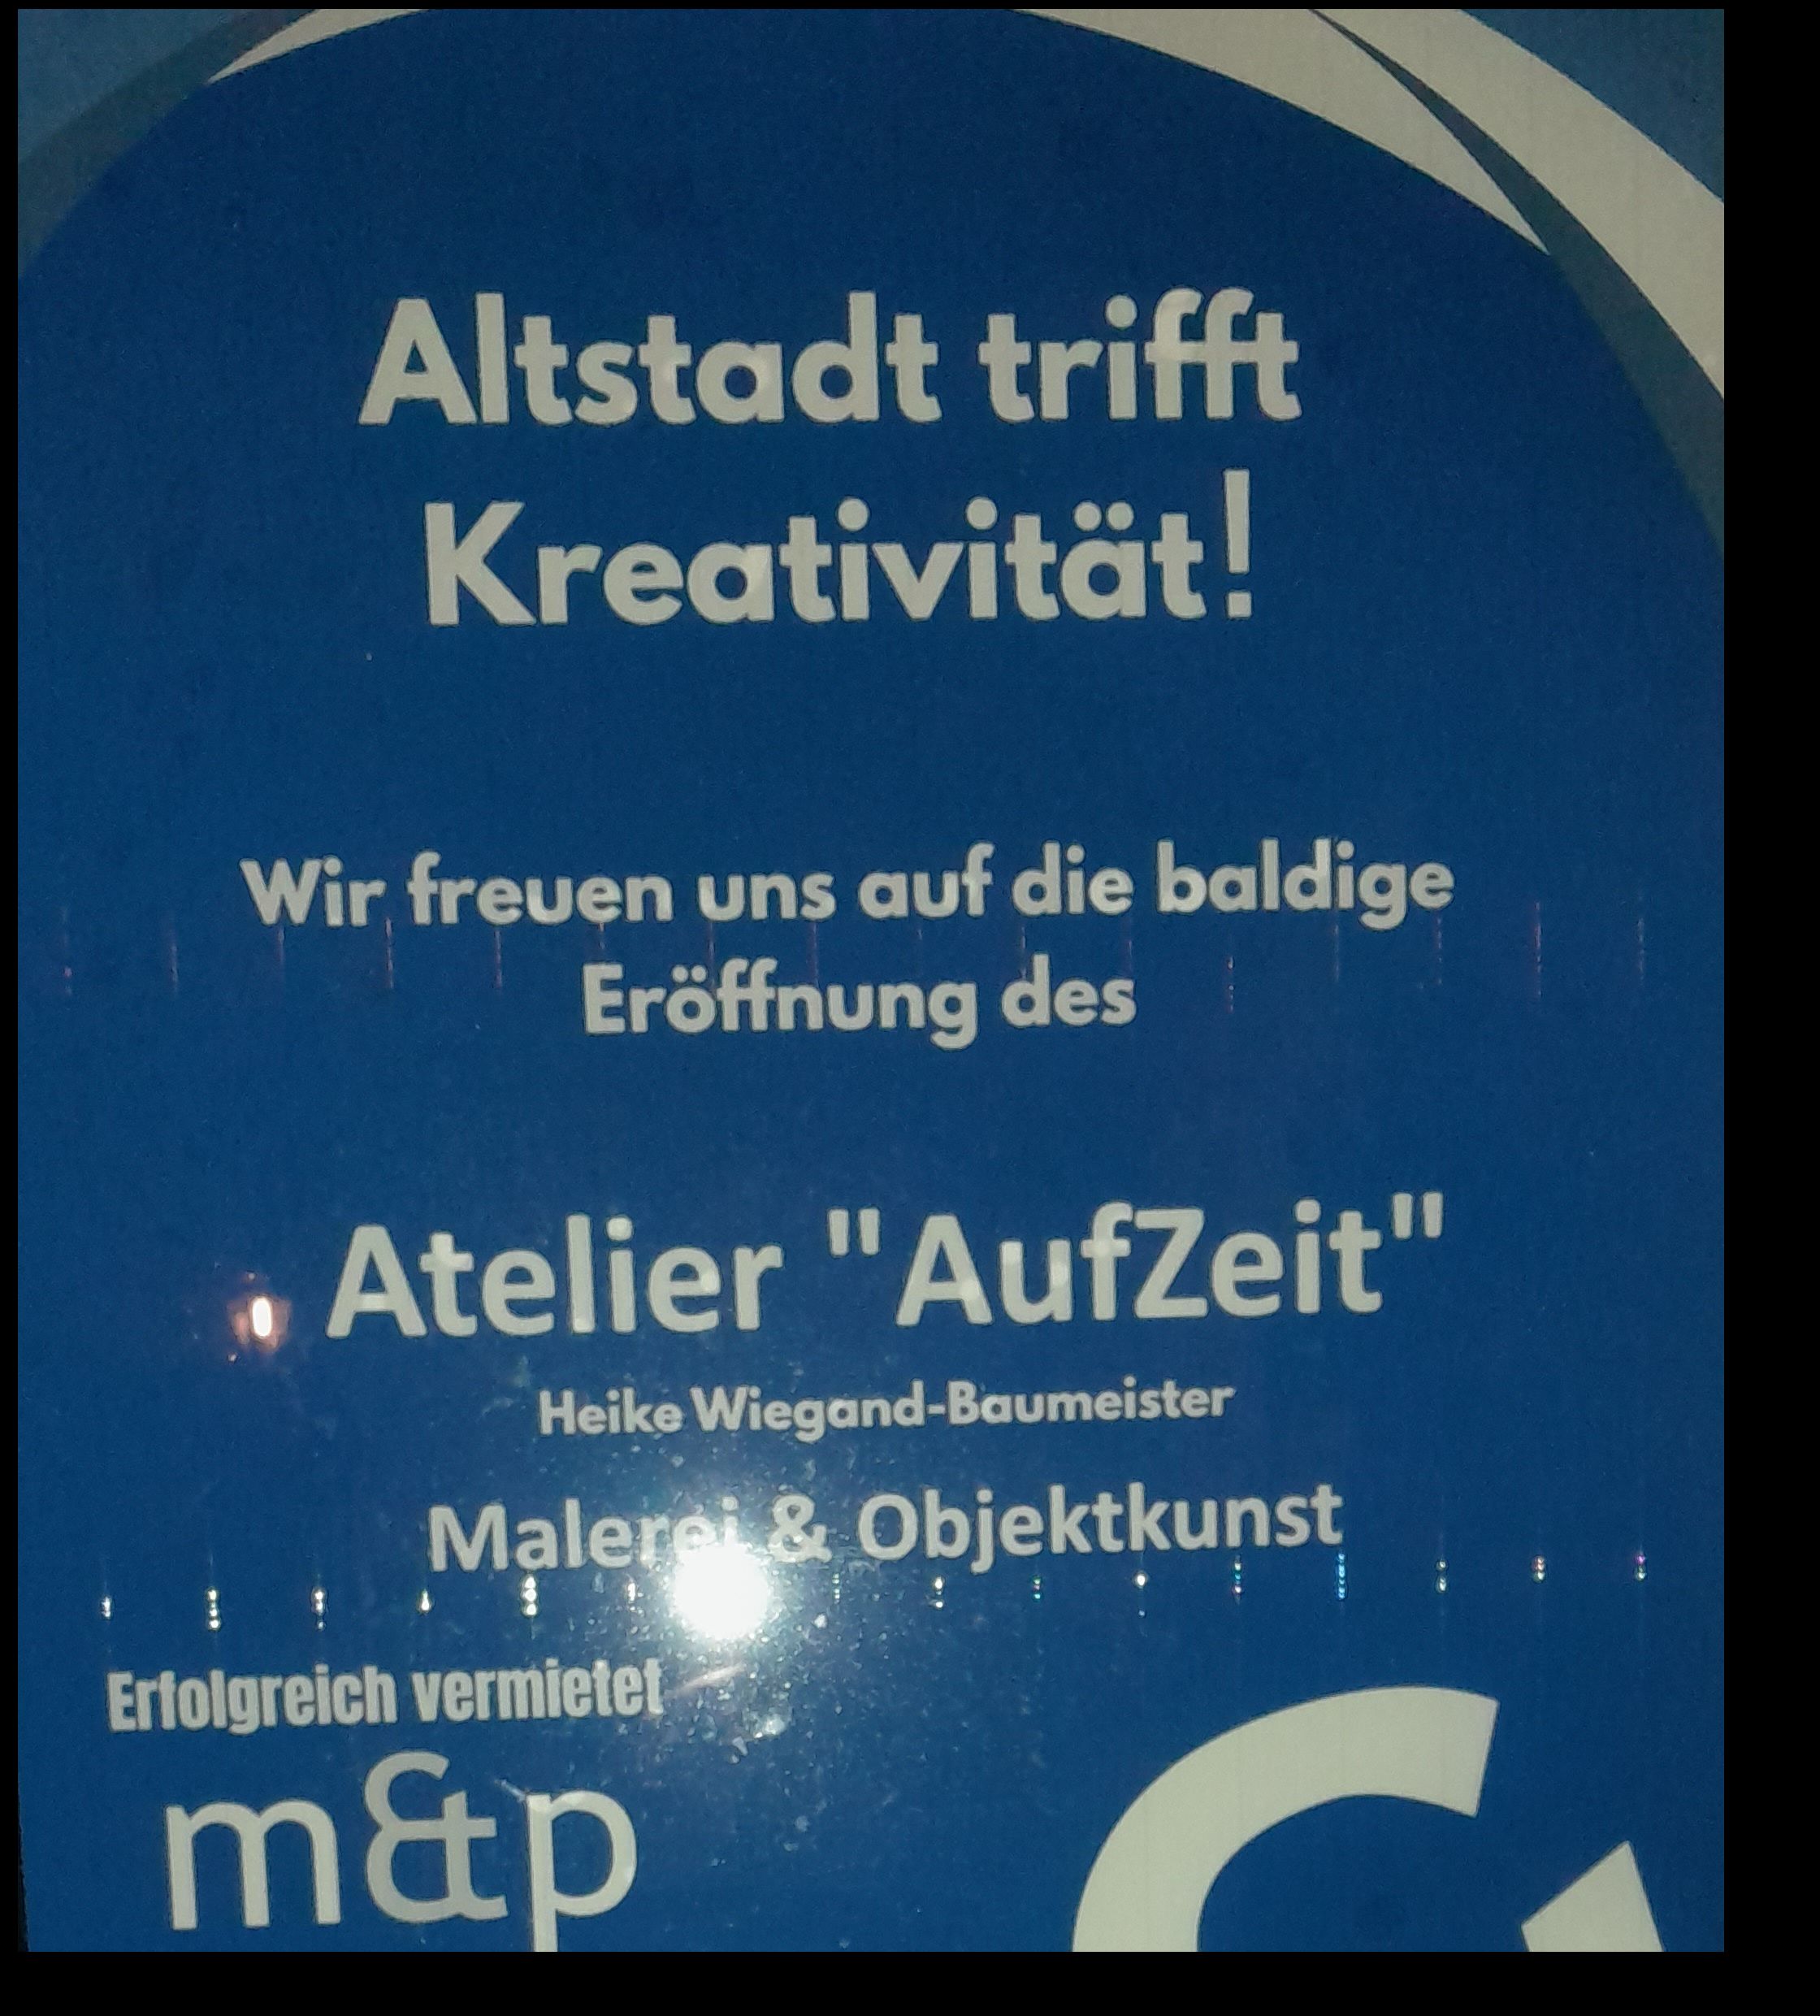 Altstadt trifft
Kreativität!
Wir freuen uns auf die baldige
Eröffnung des
Atelier "AufZeit"
Heike Wiegand-Baumeister
Malerei & Objektkunst
Erfolgreich vermietet
m&p